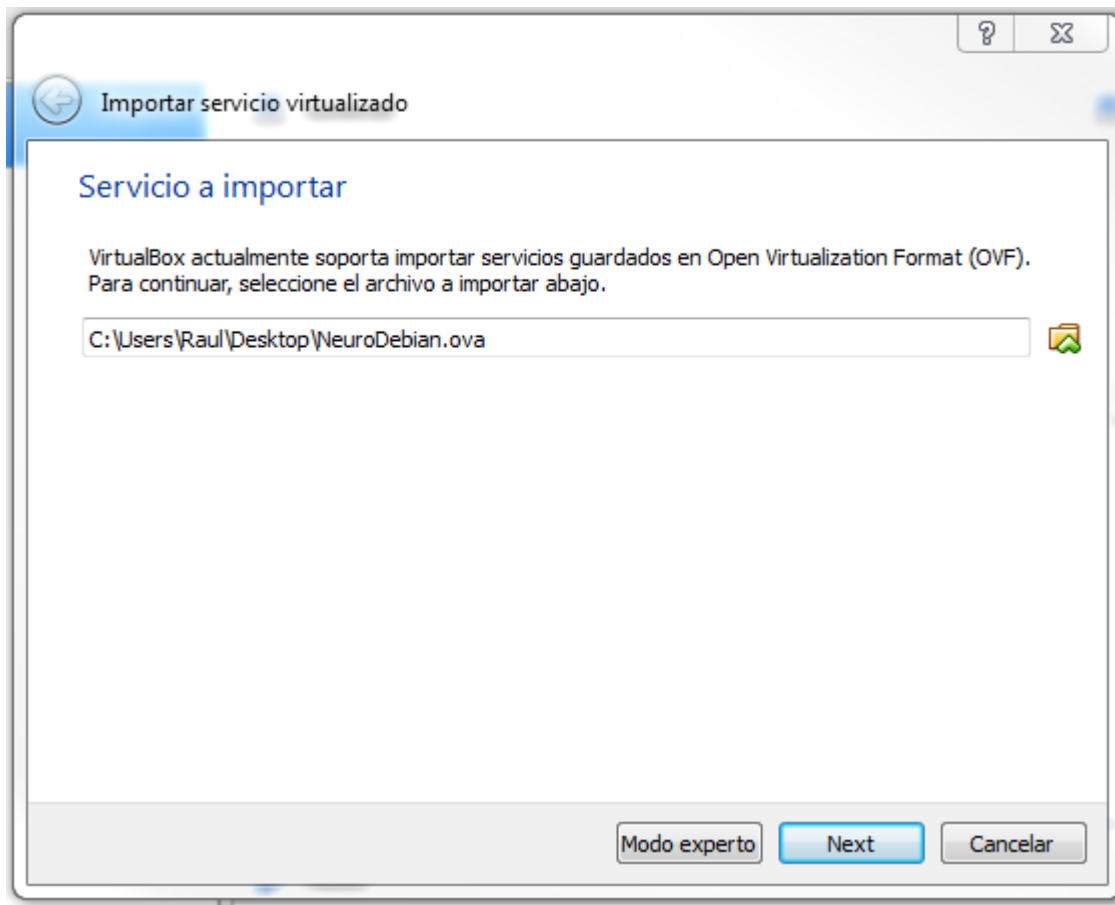 ?
Importar servicio virtualizado
Servicio a importar
VirtualBox actualmente soporta importar servicios guardados en Open Virtualization Format (OVF).
Para continuar, seleccione el archivo a importar abajo.
C:\Users\Raul\Desktop\NeuroDebian.ova
Modo experto Next Cancelar